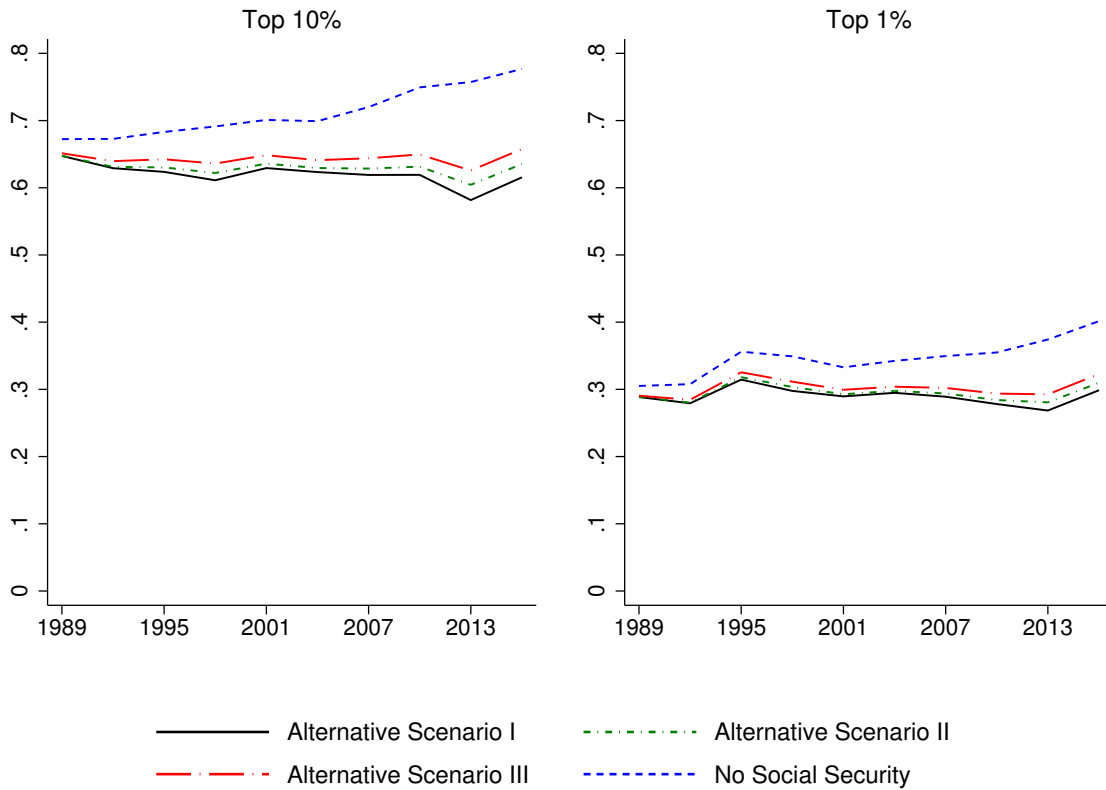 Top 10%
.8
.7
.6
.5
.4
.3
.2
.1
0
1989 1995 2001 2007 2013
Top 1%
.8
.7
.6
.5
.4
.3
.2
.1
0
1989 1995 2001 2007 2013
Alternative Scenario I
Alternative Scenario II
Alternative Scenario III
No Social Security